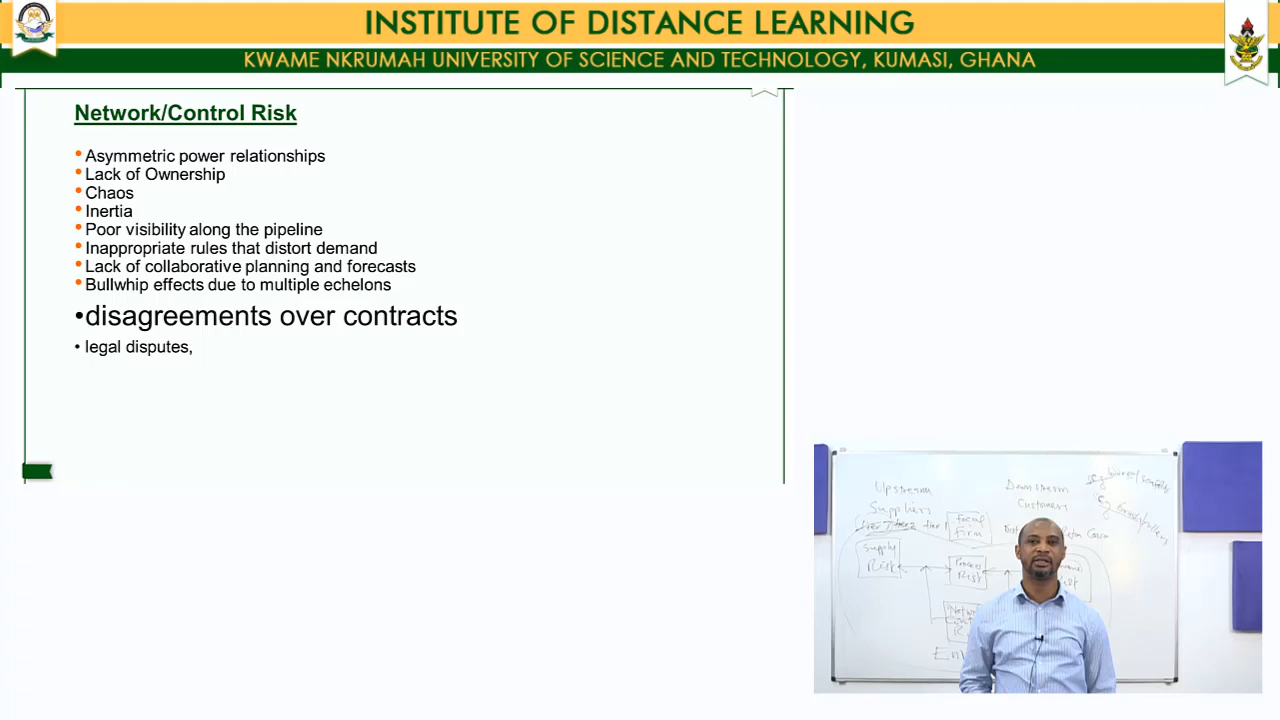 INSTITUTE OF DISTANCE LEARNING
KWAME NKRUMAH UNIVERSITY OF SCIENCE AND TECHNOLOGY, KUMASI, GHANA
Network/Control Risk
• Asymmetric power relationships
• Lack of Ownership
• Chaos
• Inertia
• Poor visibility along the pipeline
• Inappropriate rules that distort demand
• Lack of collaborative planning and forecasts
• Bullwhip effects due to multiple echelons
•disagreements over contracts
• legal disputes,
Upstream
Suppliers
Downstream
Customers
focal
firm
Supply
Risk
Process
Risk